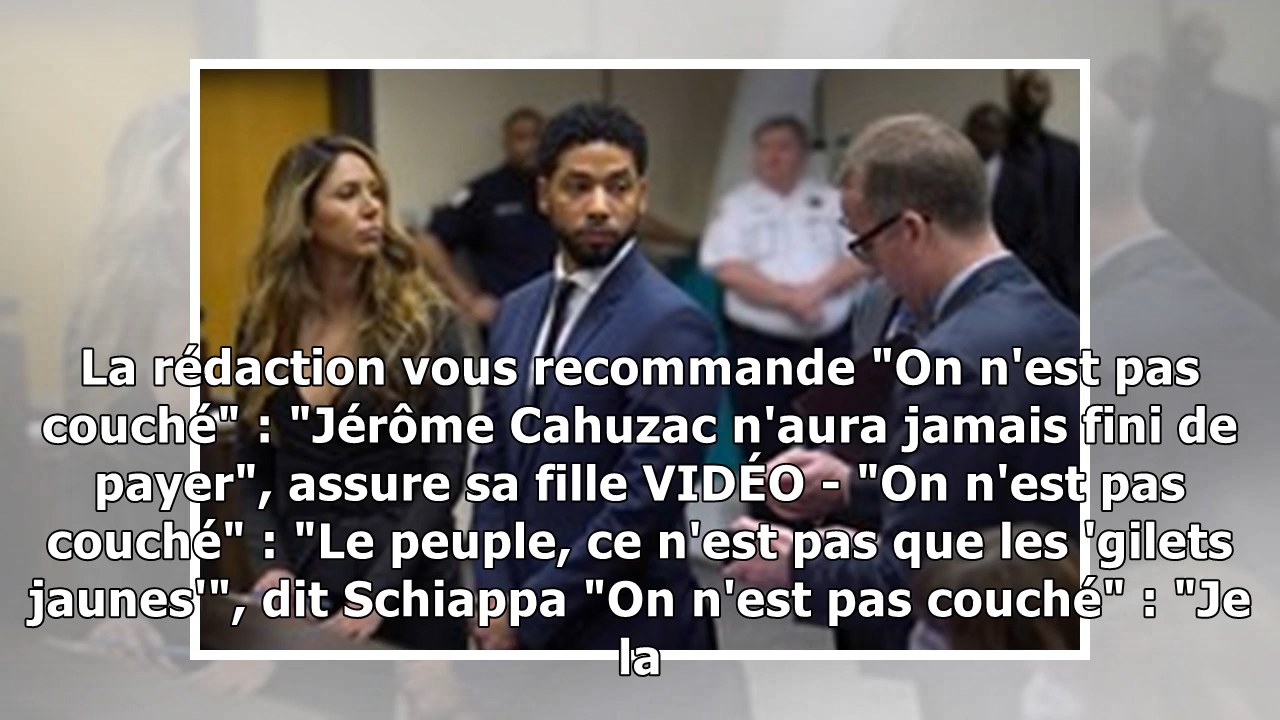 La rédaction vous recommande "On n'est pas
couché" : "Jérôme Cahuzac n'aura jamais fini de
payer", assure sa fille VIDÉO - "On n'est pas
couché" : "Le peuple, ce n'est pas que les 'gilets
jaunes'", dit Schiappa "On n'est pas couché" : "Je
la